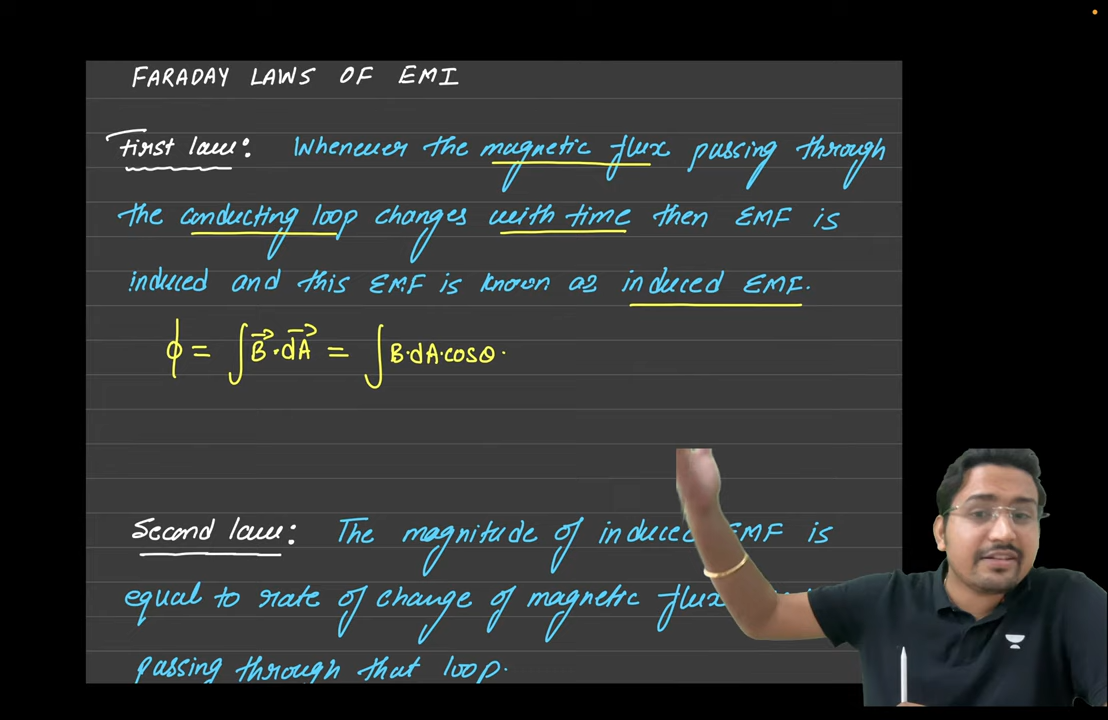 FARADAY LAWS OF EMI
First law: Whenever the magnetic flux passing through
the conducting loop changes with time then EMF is
induced and this EMF is known as induced EMF.
ϕ = ∫B⃗·dA⃗ = ∫B·dA·cosθ·
Second law: The magnitude of induced EMF is
equal to rate of change of magnetic flux
passing through that loop.